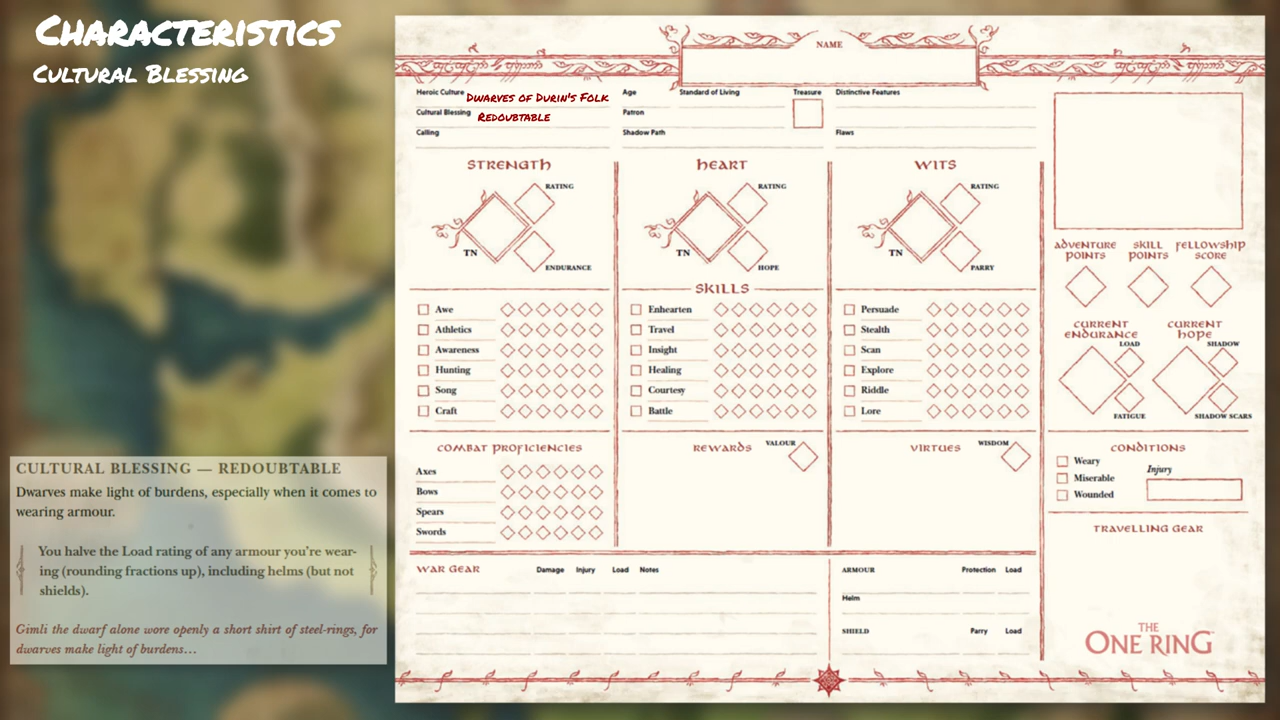 Characteristics
Cultural Blessing
NAME
Heroic Culture Dwarves of Durin's Folk
Age Standard of Living Treasure
Distinctive Features
Cultural Blessing Redoubtable
Patron
Calling
Shadow Path
Flaws
STRENGTH
RATING
TN
ENDURANCE
HEART
RATING
TN
HOPE
WITS
RATING
TN
PARRY
ADVENTURE POINTS
SKILL POINTS
FELLOWSHIP SCORE
SKILLS
Awe
Athletics
Awareness
Hunting
Song
Craft
Enhearten
Travel
Insight
Healing
Courtesy
Battle
Persuade
Stealth
Scan
Explore
Riddle
Lore
CURRENT ENDURANCE
LOAD
FATIGUE
CURRENT HOPE
SHADOW
SHADOW SCARS
COMBAT PROFICIENCIES
Axes
Bows
Spears
Swords
REWARDS VALOUR
VIRTUES WISDOM
CONDITIONS
Weary
Miserable
Wounded
Injury
TRAVELLING GEAR
WAR GEAR Damage Injury Load Notes
ARMOUR Protection Load
Helm
SHIELD Parry Load
THE
ONE RING
CULTURAL BLESSING — REDOUBTABLE
Dwarves make light of burdens, especially when it comes to
wearing armour.
You halve the Load rating of any armour you're wear-
ing (rounding fractions up), including helms (but not
shields).
Gimli the dwarf alone wore openly a short shirt of steel-rings, for
dwarves make light of burdens…